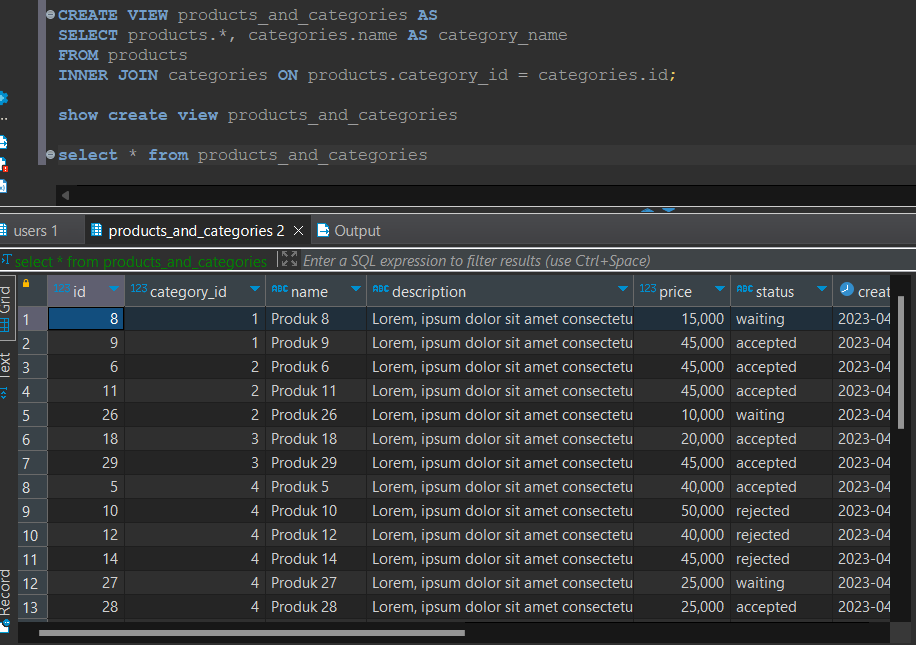 CREATE VIEW products_and_categories AS
SELECT products.*, categories.name AS category_name
FROM products
INNER JOIN categories ON products.category_id = categories.id;
show create view products_and_categories
select * from products_and_categories
users 1 products_and_categories 2 Output
select * from products_and_categories Enter a SQL expression to filter results (use Ctrl+Space)
Grid
Text
Record
123 id 123 category_id ABC name ABC description 123 price ABC status creat
1 8 1 Produk 8 Lorem, ipsum dolor sit amet consectetu 15,000 waiting 2023-04
2 9 1 Produk 9 Lorem, ipsum dolor sit amet consectetu 45,000 accepted 2023-04
3 6 2 Produk 6 Lorem, ipsum dolor sit amet consectetu 45,000 accepted 2023-04
4 11 2 Produk 11 Lorem, ipsum dolor sit amet consectetu 45,000 accepted 2023-04
5 26 2 Produk 26 Lorem, ipsum dolor sit amet consectetu 10,000 waiting 2023-04
6 18 3 Produk 18 Lorem, ipsum dolor sit amet consectetu 20,000 accepted 2023-04
7 29 3 Produk 29 Lorem, ipsum dolor sit amet consectetu 45,000 accepted 2023-04
8 5 4 Produk 5 Lorem, ipsum dolor sit amet consectetu 40,000 accepted 2023-04
9 10 4 Produk 10 Lorem, ipsum dolor sit amet consectetu 50,000 rejected 2023-04
10 12 4 Produk 12 Lorem, ipsum dolor sit amet consectetu 40,000 rejected 2023-04
11 14 4 Produk 14 Lorem, ipsum dolor sit amet consectetu 45,000 rejected 2023-04
12 27 4 Produk 27 Lorem, ipsum dolor sit amet consectetu 25,000 waiting 2023-04
13 28 4 Produk 28 Lorem, ipsum dolor sit amet consectetu 25,000 accepted 2023-04